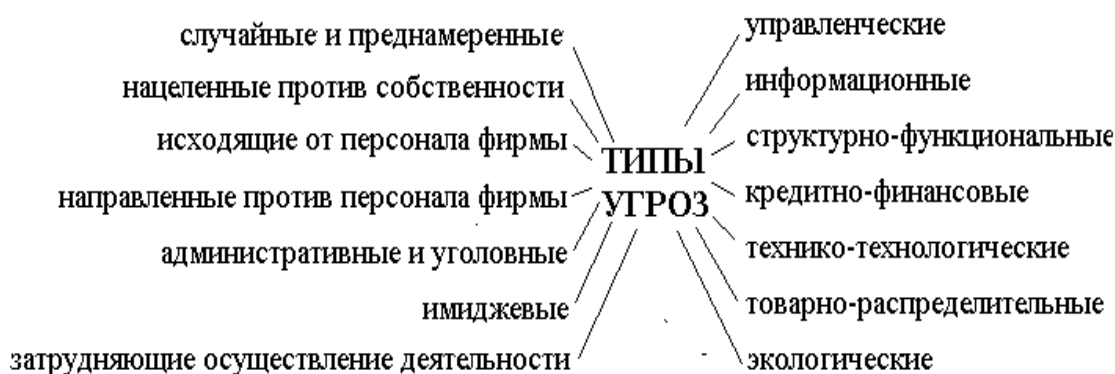 случайные и преднамеренные
нацеленные против собственности
исходящие от персонала фирмы
направленные против персонала фирмы
административные и уголовные
имиджевые
затрудняющие осуществление деятельности
ТИПЫ
УГРОЗ
управленческие
информационные
структурно-функциональные
кредитно-финансовые
технико-технологические
товарно-распределительные
экологические